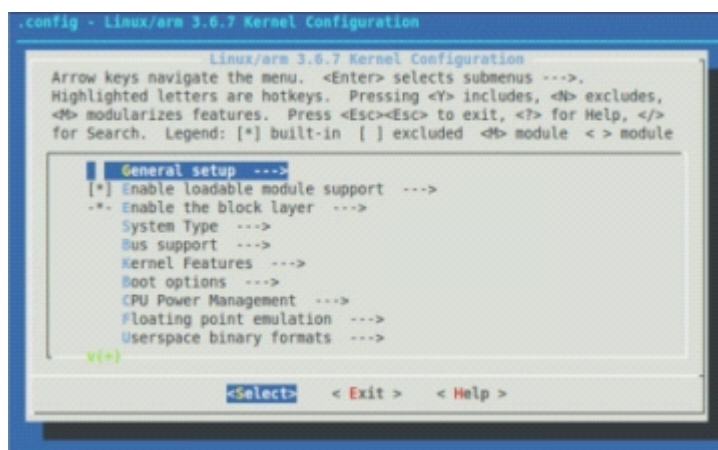 .config - Linux/arm 3.6.7 Kernel Configuration
Linux/arm 3.6.7 Kernel Configuration
Arrow keys navigate the menu.  <Enter> selects submenus --->.
Highlighted letters are hotkeys.  Pressing <Y> includes, <N> excludes,
<M> modularizes features.  Press <Esc><Esc> to exit, <?> for Help, </>
for Search.  Legend: [*] built-in  [ ] excluded  <M> module  < > module
General setup  --->
[*] Enable loadable module support  --->
-*- Enable the block layer  --->
System Type  --->
Bus support  --->
Kernel Features  --->
Boot options  --->
CPU Power Management  --->
Floating point emulation  --->
Userspace binary formats  --->
v(+)
<Select>    < Exit >    < Help >